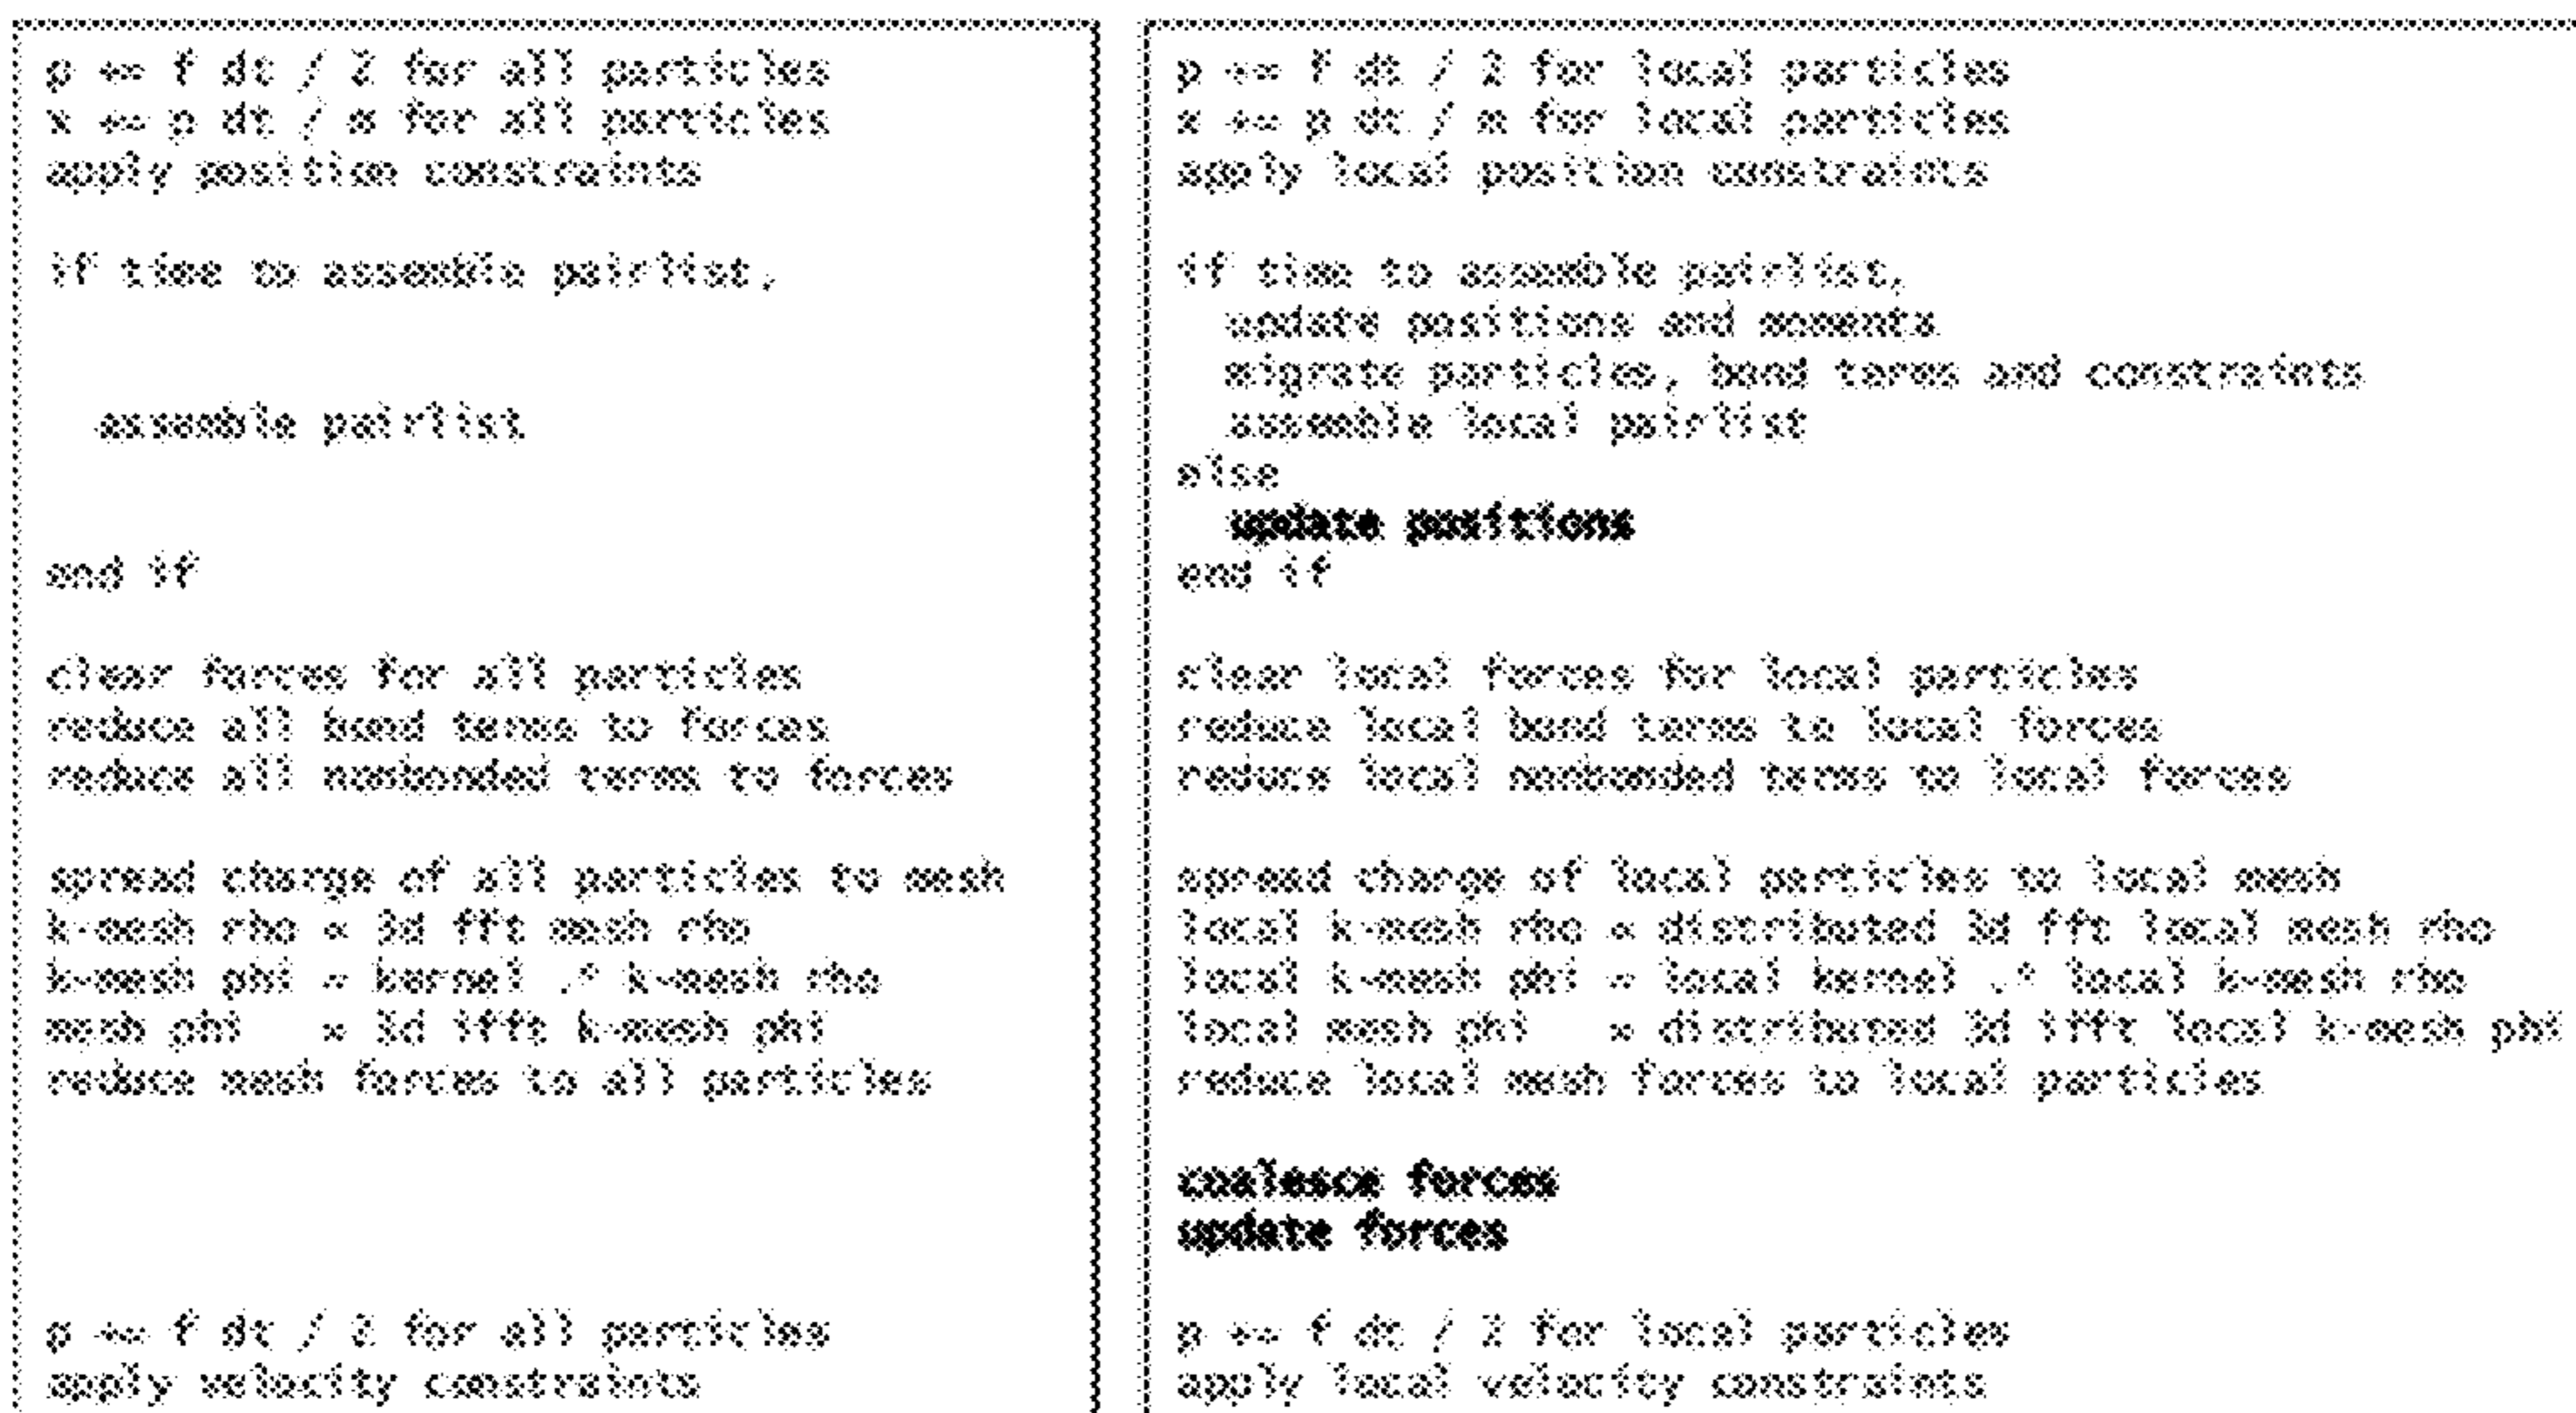 p += f dt / 2 for all particles
x += p dt / m for all particles
apply position constraints
if time to assemble pairlist,
assemble pairlist
end if
clear forces for all particles
reduce all bond terms to forces
reduce all nonbonded terms to forces
spread charge of all particles to mesh
k-mesh rho = 3d fft mesh rho
k-mesh phi = kernel .* k-mesh rho
mesh phi = 3d ifft k-mesh phi
reduce mesh forces to all particles
p += f dt / 2 for all particles
apply velocity constraints
p += f dt / 2 for local particles
x += p dt / m for local particles
apply local position constraints
if time to assemble pairlist,
update positions and momenta
migrate particles, bond terms and constraints
assemble local pairlist
else
update positions
end if
clear local forces for local particles
reduce local bond terms to local forces
reduce local nonbonded terms to local forces
spread charge of local particles to local mesh
local k-mesh rho = distributed 3d fft local mesh rho
local k-mesh phi = local kernel .* local k-mesh rho
local mesh phi = distributed 3d ifft local k-mesh phi
reduce local mesh forces to local particles
coalesce forces
update forces
p += f dt / 2 for local particles
apply local velocity constraints